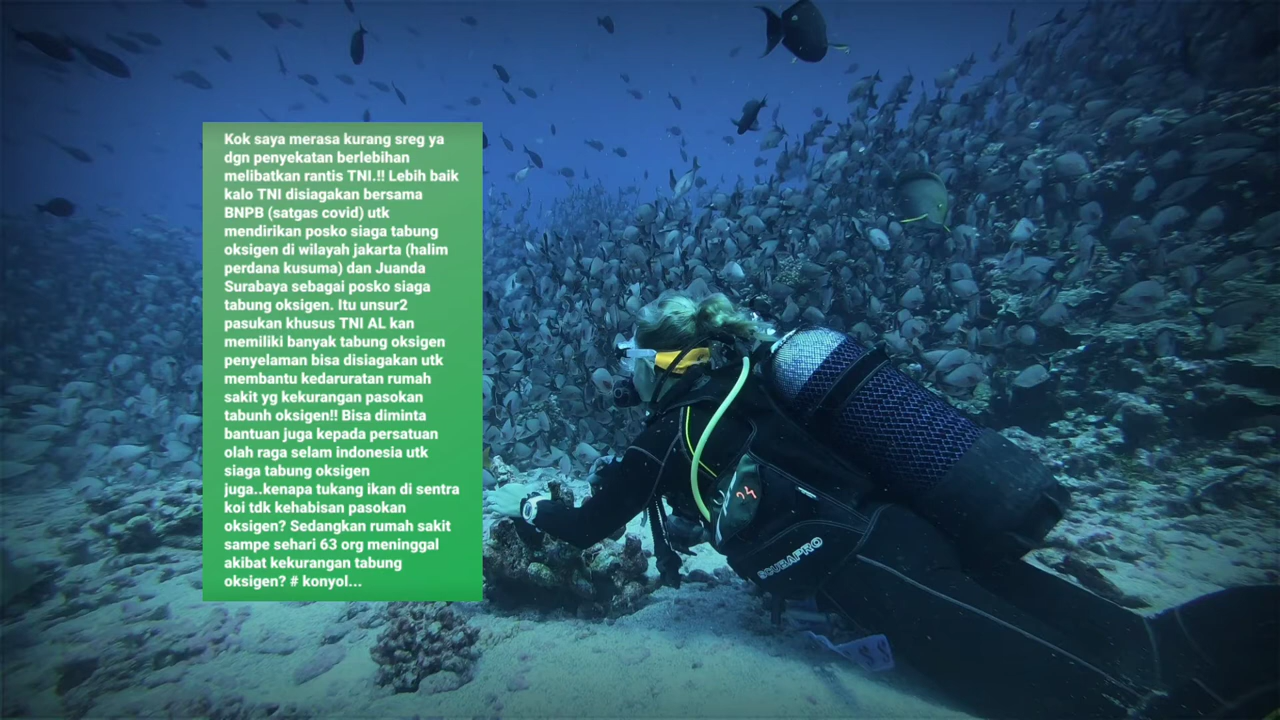 Kok saya merasa kurang sreg ya
dgn penyekatan berlebihan
melibatkan rantis TNI.!! Lebih baik
kalo TNI disiagakan bersama
BNPB (satgas covid) utk
mendirikan posko siaga tabung
oksigen di wilayah jakarta (halim
perdana kusuma) dan Juanda
Surabaya sebagai posko siaga
tabung oksigen. Itu unsur2
pasukan khusus TNI AL kan
memiliki banyak tabung oksigen
penyelaman bisa disiagakan utk
membantu kedaruratan rumah
sakit yg kekurangan pasokan
tabunh oksigen!! Bisa diminta
bantuan juga kepada persatuan
olah raga selam indonesia utk
siaga tabung oksigen
juga..kenapa tukang ikan di sentra
koi tdk kehabisan pasokan
oksigen? Sedangkan rumah sakit
sampe sehari 63 org meninggal
akibat kekurangan tabung
oksigen? # konyol...
24
SCUBAPRO